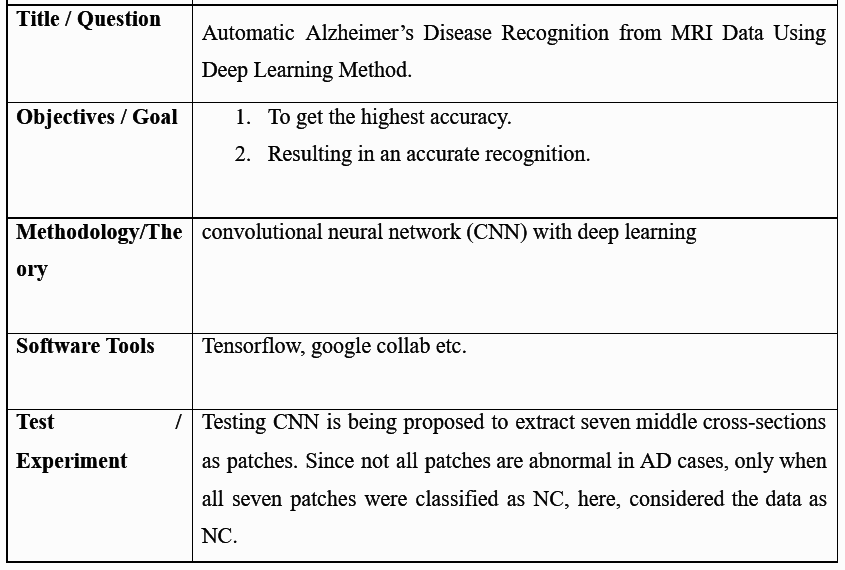 Title / Question
Automatic Alzheimer’s Disease Recognition from MRI Data Using
Deep Learning Method.
Objectives / Goal
1. To get the highest accuracy.
2. Resulting in an accurate recognition.
Methodology/The
ory
convolutional neural network (CNN) with deep learning
Software Tools
Tensorflow, google collab etc.
Test /
Experiment
Testing CNN is being proposed to extract seven middle cross-sections
as patches. Since not all patches are abnormal in AD cases, only when
all seven patches were classified as NC, here, considered the data as
NC.